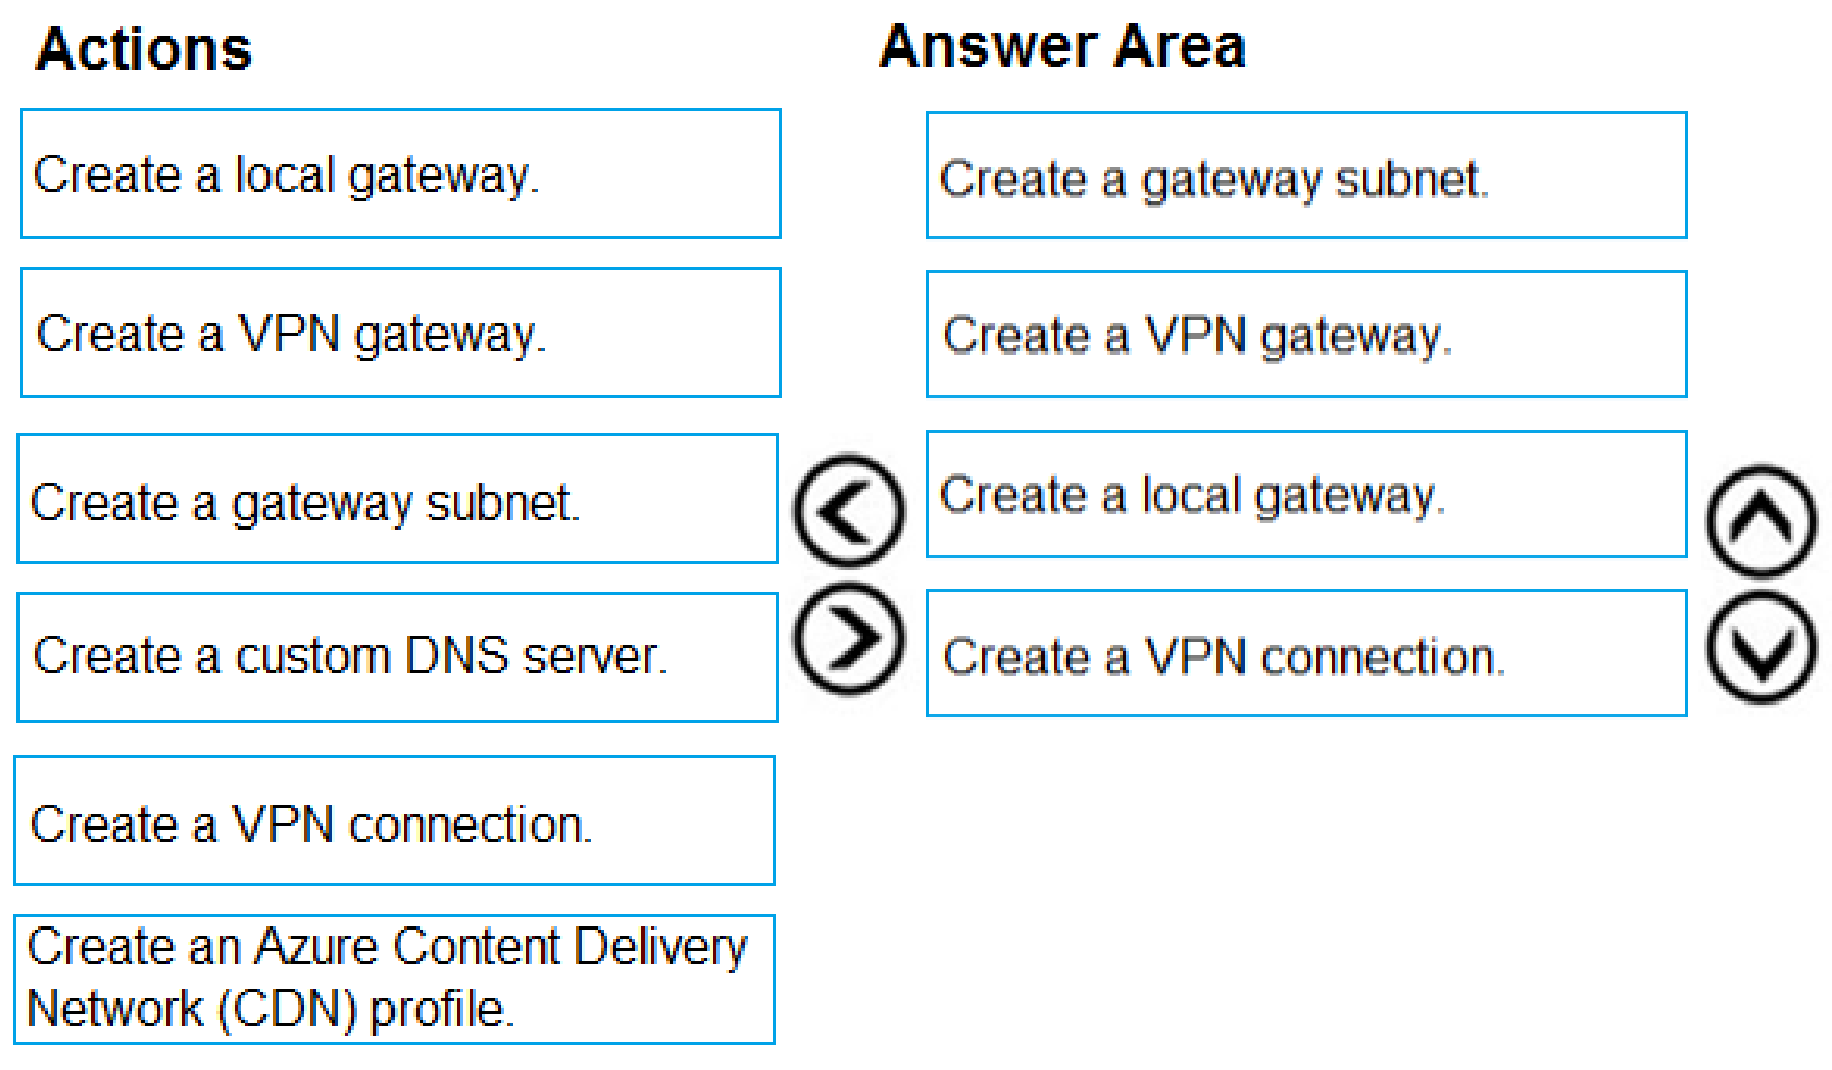 Actions
Create a local gateway.
Create a VPN gateway.
Create a gateway subnet.
Create a custom DNS server.
Create a VPN connection.
Create an Azure Content Delivery
Network (CDN) profile.
Answer Area
Create a gateway subnet.
Create a VPN gateway.
Create a local gateway.
Create a VPN connection.